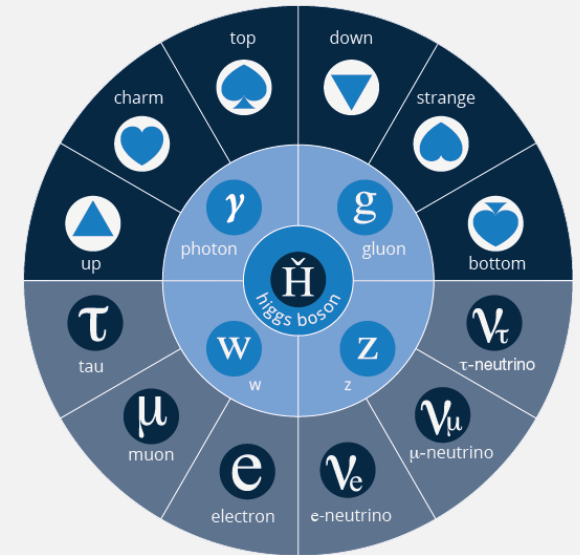 top
down
charm
strange
up
bottom
γ
photon
g
gluon
Ȟ
higgs boson
W
w
Z
z
τ
tau
ντ
τ-neutrino
μ
muon
νμ
μ-neutrino
e
electron
νe
e-neutrino